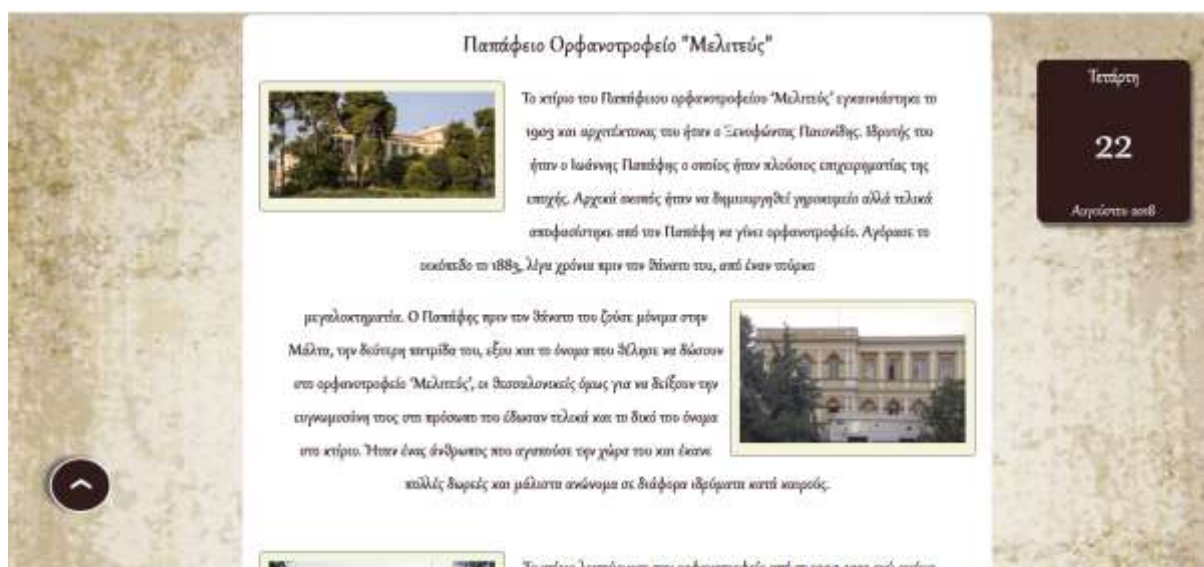 Παπάφειο Ορφανοτροφείο "Μελιτεύς"
Το κτίριο του Παπάφειου ορφανοτροφείου 'Μελιτεύς' εγκαινιάστηκε το
1903 και αρχιτέκτονας του ήταν ο Ξενοφώντας Παιονίδης. Ιδρυτής του
ήταν ο Ιωάννης Παπάφης ο οποίος ήταν πλούσιος επιχειρηματίας της
εποχής. Αρχικά σκοπός ήταν να δημιουργηθεί γηροκομείο αλλά τελικά
αποφασίστηκε από τον Παπάφη να γίνει ορφανοτροφείο. Αγόρασε το
οικόπεδο το 1883, λίγα χρόνια πριν τον θάνατο του, από έναν τούρκο
μεγαλοκτηματία. Ο Παπάφης πριν τον θάνατο του ζούσε μόνιμα στην
Μάλτα, την δεύτερη πατρίδα του, εξου και το όνομα που θέλησε να δώσουν
στο ορφανοτροφείο 'Μελιτεύς', οι θεσσαλονικείς όμως για να δείξουν την
ευγνωμοσύνη τους στο πρόσωπο του έδωσαν τελικά και το δικό του όνομα
στο κτίριο. Ήταν ένας άνθρωπος που αγαπούσε την χώρα του και έκανε
πολλές δωρεές και μάλιστα ανώνυμα σε διάφορα ιδρύματα κατά καιρούς.
Τετάρτη
22
Αυγούστου 2018